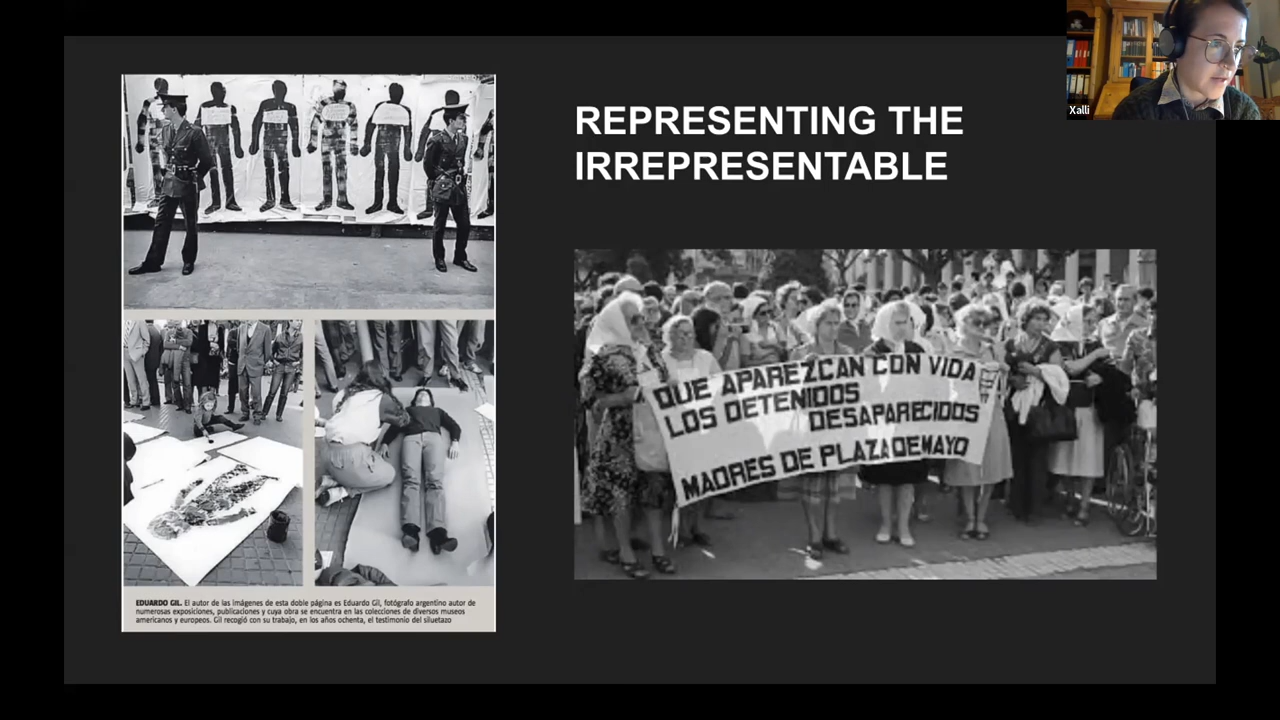 Xalli
REPRESENTING THE
IRREPRESENTABLE
QUE APAREZCAN CON VIDA
LOS DETENIDOS
DESAPARECIDOS
MADRES DE PLAZA DE MAYO
EDUARDO GIL. El autor de las imágenes de esta doble página es Eduardo Gil, fotógrafo argentino autor de
numerosas exposiciones, publicaciones y cuya obra se encuentra en las colecciones de diversos museos
americanos y europeos. Gil recogió con su trabajo, en los años ochenta, el testimonio del siluetazo